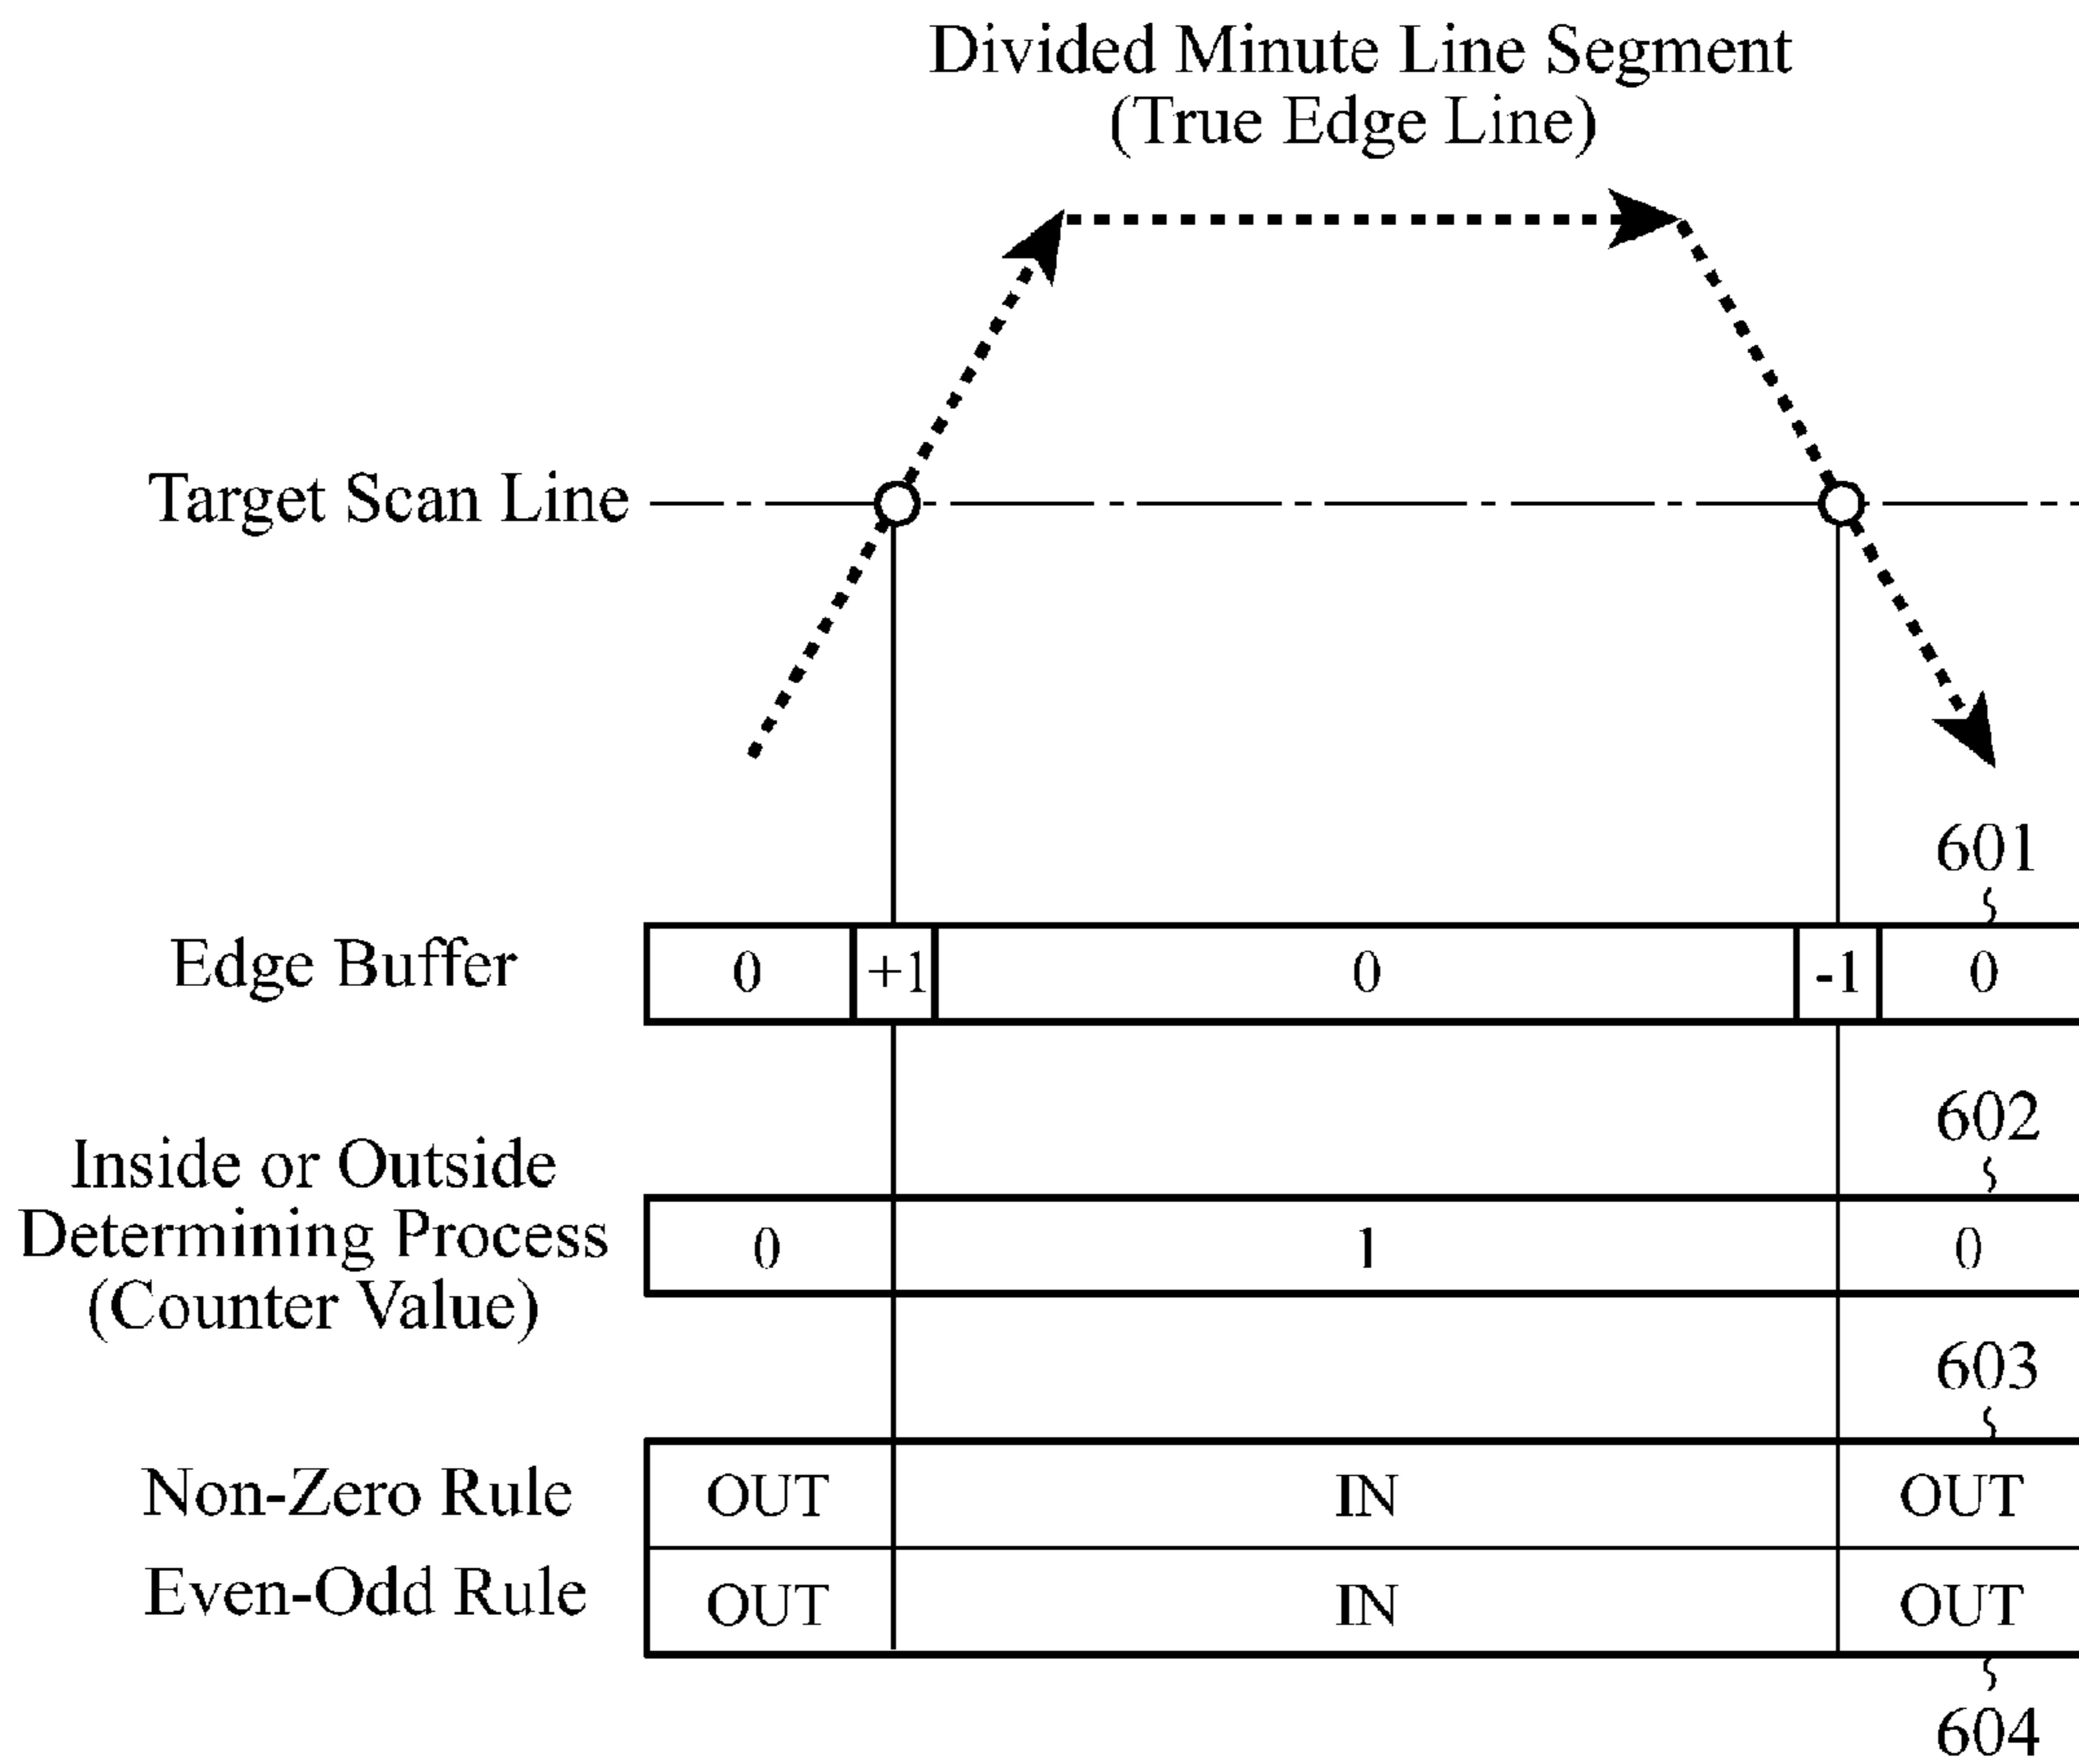 Divided Minute Line Segment
(True Edge Line)
Target Scan Line
601
Edge Buffer
0 +1 0 -1 0
602
Inside or Outside
Determining Process
(Counter Value)
0 1 0
603
Non-Zero Rule OUT IN OUT
Even-Odd Rule OUT IN OUT
604